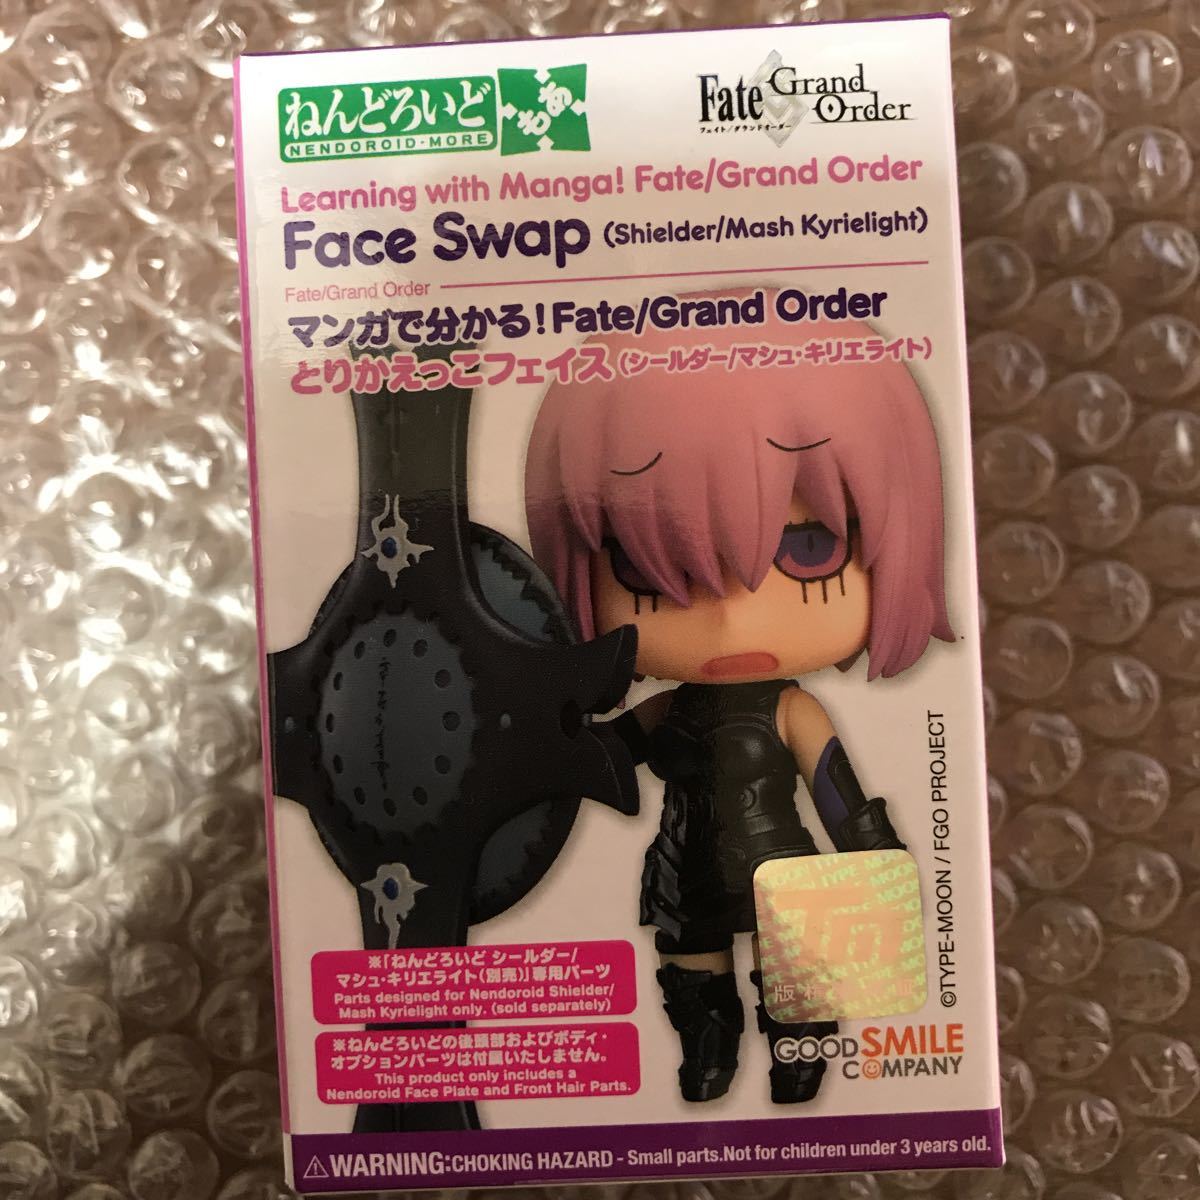 ねんどろいど
もあ
NENDOROID・MORE
Fate/Grand Order
フェイト/グランドオーダー
Learning with Manga! Fate/Grand Order
Face Swap (Shielder/Mash Kyrielight)
Fate/Grand Order
マンガで分かる!Fate/Grand Order
とりかえっこフェイス(シールダー/マシュ・キリエライト)
©TYPE-MOON / FGO PROJECT
※「ねんどろいど シールダー/
マシュ・キリエライト(別売)」専用パーツ
Parts designed for Nendoroid Shielder/
Mash Kyrielight only. (sold separately)
※ねんどろいどの後頭部およびボディ・
オプションパーツは付属いたしません。
This product only includes a
Nendoroid Face Plate and Front Hair Parts.
TYPE-MOON
TM
GOOD SMILE
COMPANY
⚠WARNING:CHOKING HAZARD - Small parts.Not for children under 3 years old.